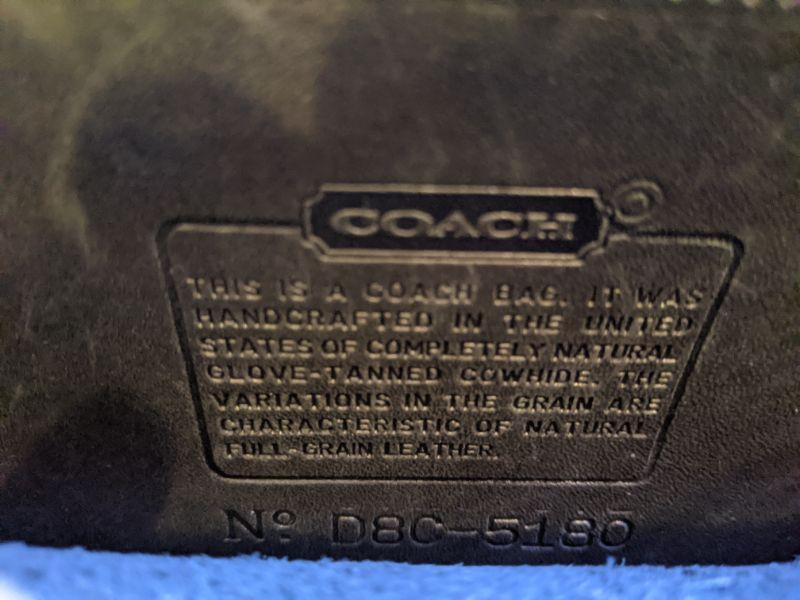 COACH ®
THIS IS A COACH BAG. IT WAS
HANDCRAFTED IN THE UNITED
STATES OF COMPLETELY NATURAL
GLOVE-TANNED COWHIDE. THE
VARIATIONS IN THE GRAIN ARE
CHARACTERISTIC OF NATURAL
FULL-GRAIN LEATHER.
Nº D8C-5180